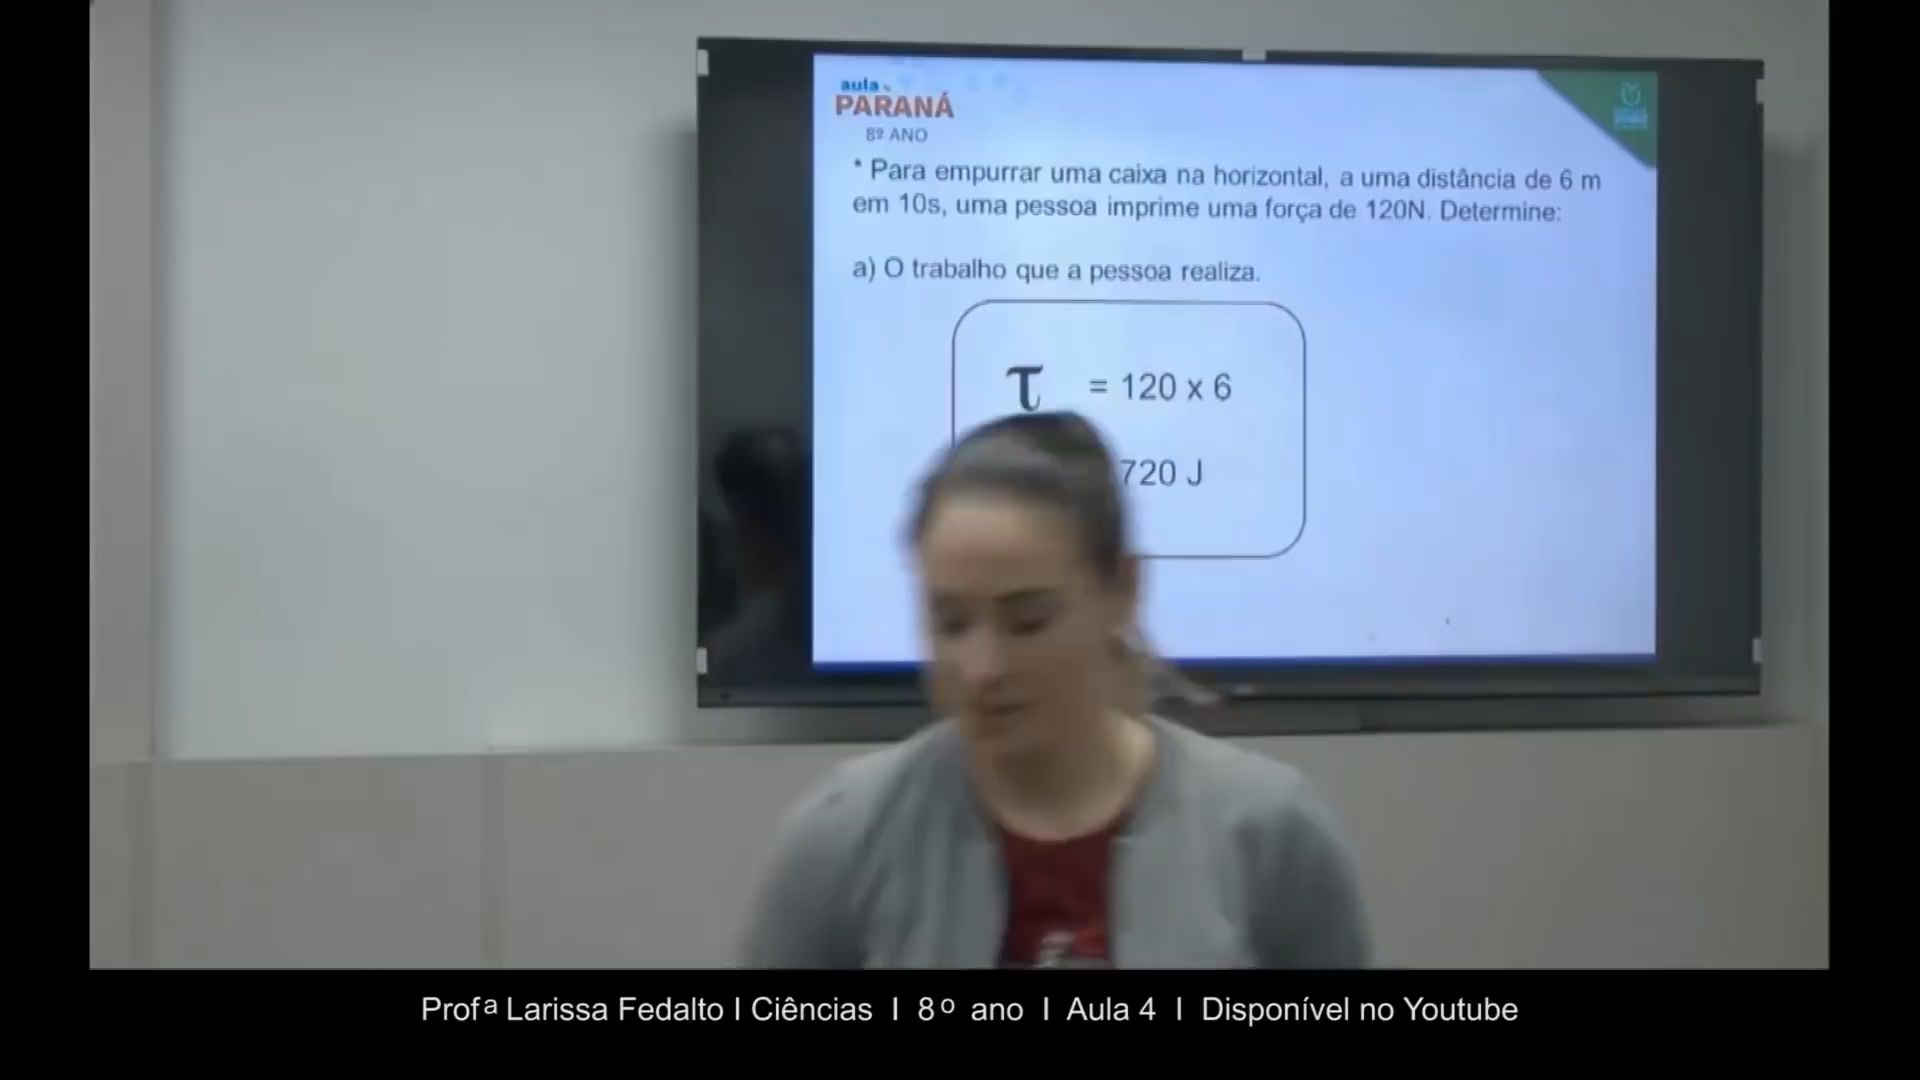 aula
PARANÁ
8º ANO
* Para empurrar uma caixa na horizontal, a uma distância de 6 m
em 10s, uma pessoa imprime uma força de 120N. Determine:
a) O trabalho que a pessoa realiza.
τ = 120 x 6
720 J
Profª Larissa Fedalto I Ciências I 8º ano I Aula 4 I Disponível no Youtube